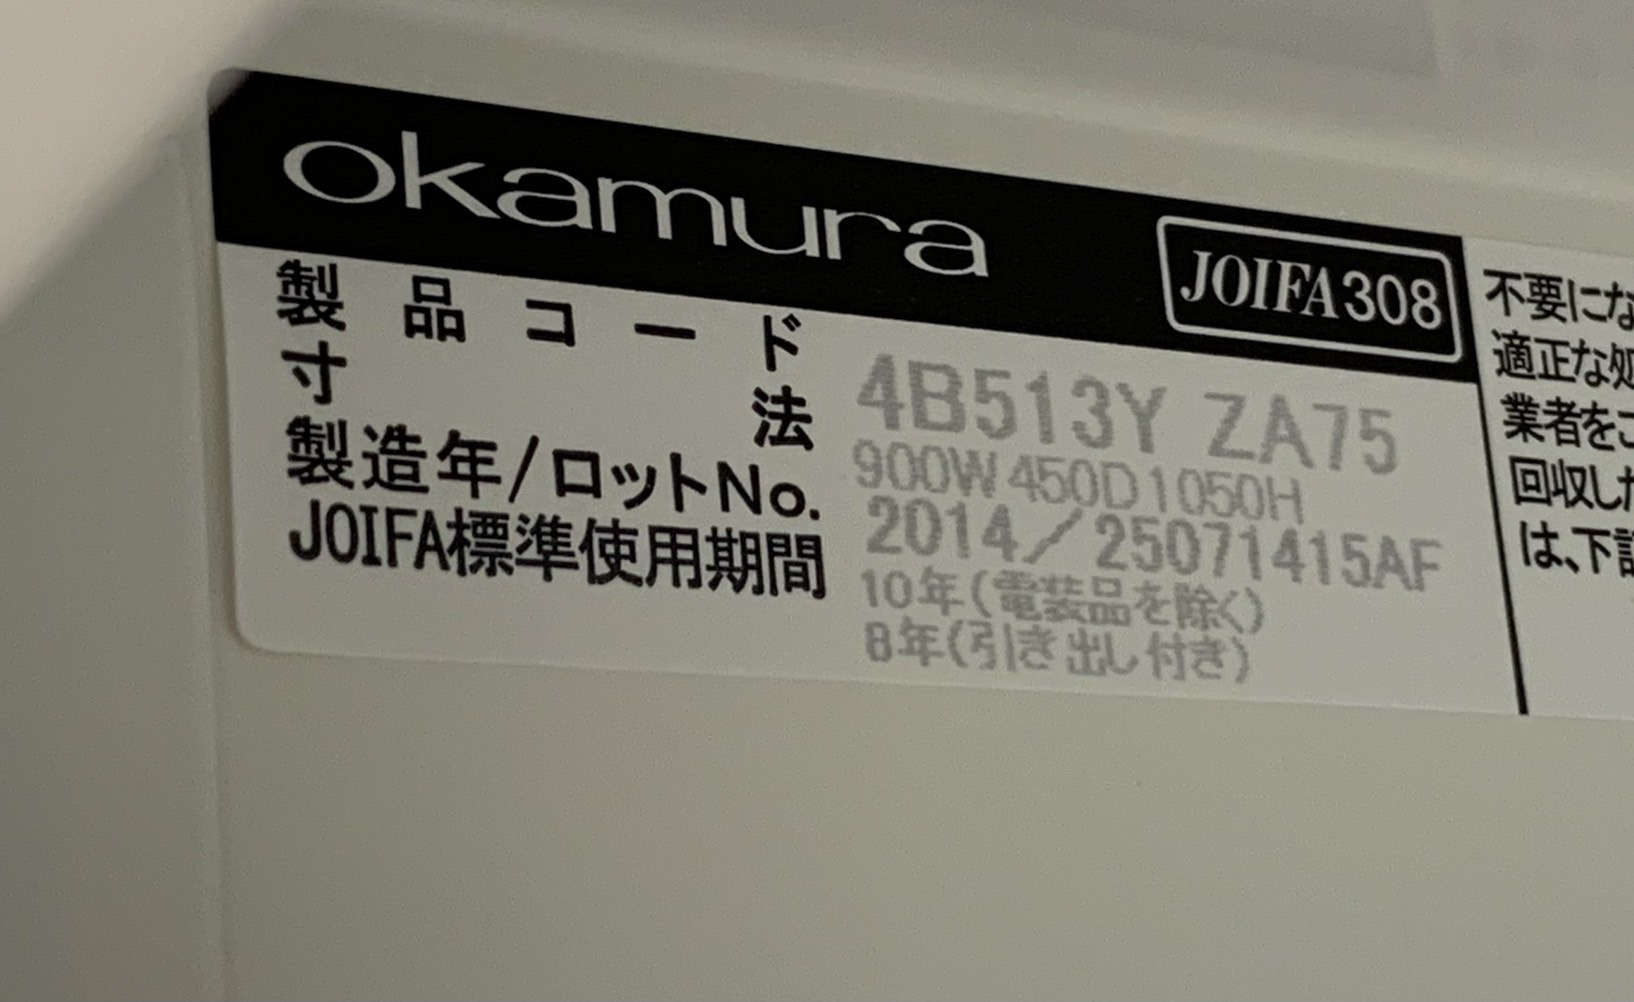 okamura JOIFA308
製品コード 4B513Y ZA75
寸法 900W450D1050H
製造年/ロットNo. 2014/25071415AF
JOIFA標準使用期間 10年(電装品を除く)
8年(引き出し付き)
不要にな
適正な処
業者をご
回収した
は、下記